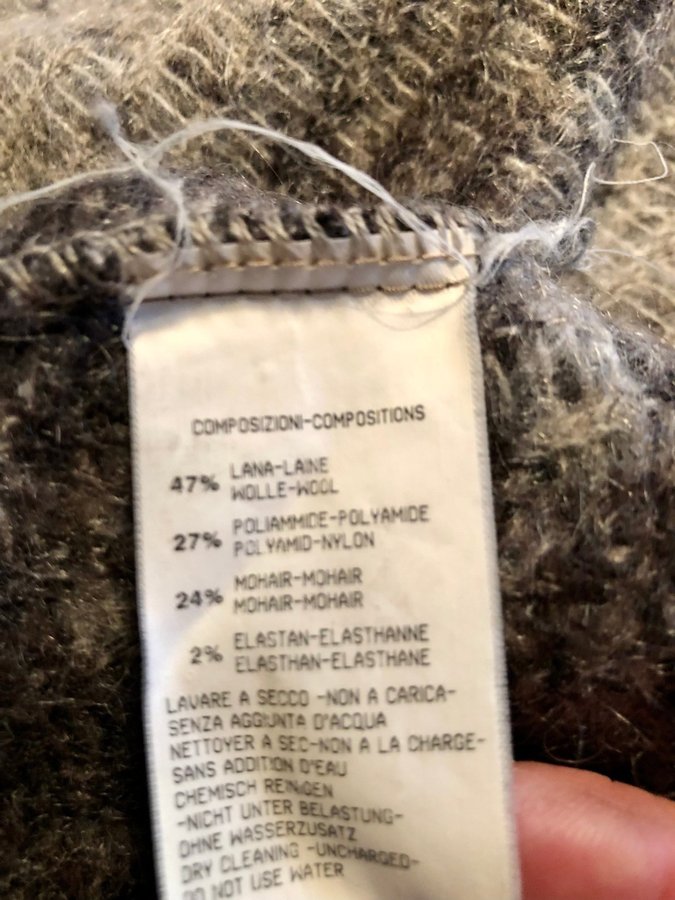 COMPOSIZIONI-COMPOSITIONS
47% LANA-LAINE
WOLLE-WOOL
27% POLIAMMIDE-POLYAMIDE
POLYAMID-NYLON
24% MOHAIR-MOHAIR
MOHAIR-MOHAIR
2% ELASTAN-ELASTHANNE
ELASTHAN-ELASTHANE
LAVARE A SECCO -NON A CARICA-
SENZA AGGIUNTA D'ACQUA
NETTOYER A SEC-NON A LA CHARGE-
SANS ADDITION D'EAU
CHEMISCH REINIGEN
-NICHT UNTER BELASTUNG-
OHNE WASSERZUSATZ
DRY CLEANING -UNCHARGED-
DO NOT USE WATER